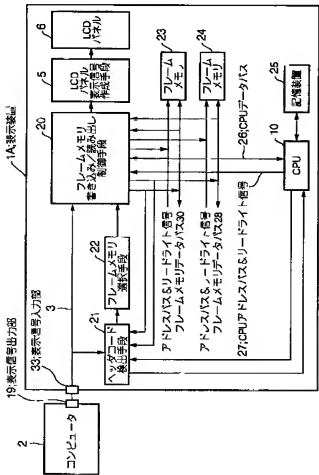 1A;表示装置
6
LCD
パネル
5
LCD
パネル
表示信号
作成手段
20
フレームメモリ
書き込み/読み出し
制御手段
23
フレーム
メモリ
24
フレーム
メモリ
25
記憶装置
10
CPU
26;CPUデータバス
27;CPUアドレスバス&リードライト信号
アドレスバス&リードライト信号
フレームメモリデータバス30
アドレスバス&リードライト信号
フレームメモリデータバス28
22
フレームメモリ
選択手段
21
ヘッダコード
検出手段
3
33;表示信号入力部
19;表示信号出力部
2
コンピュータ